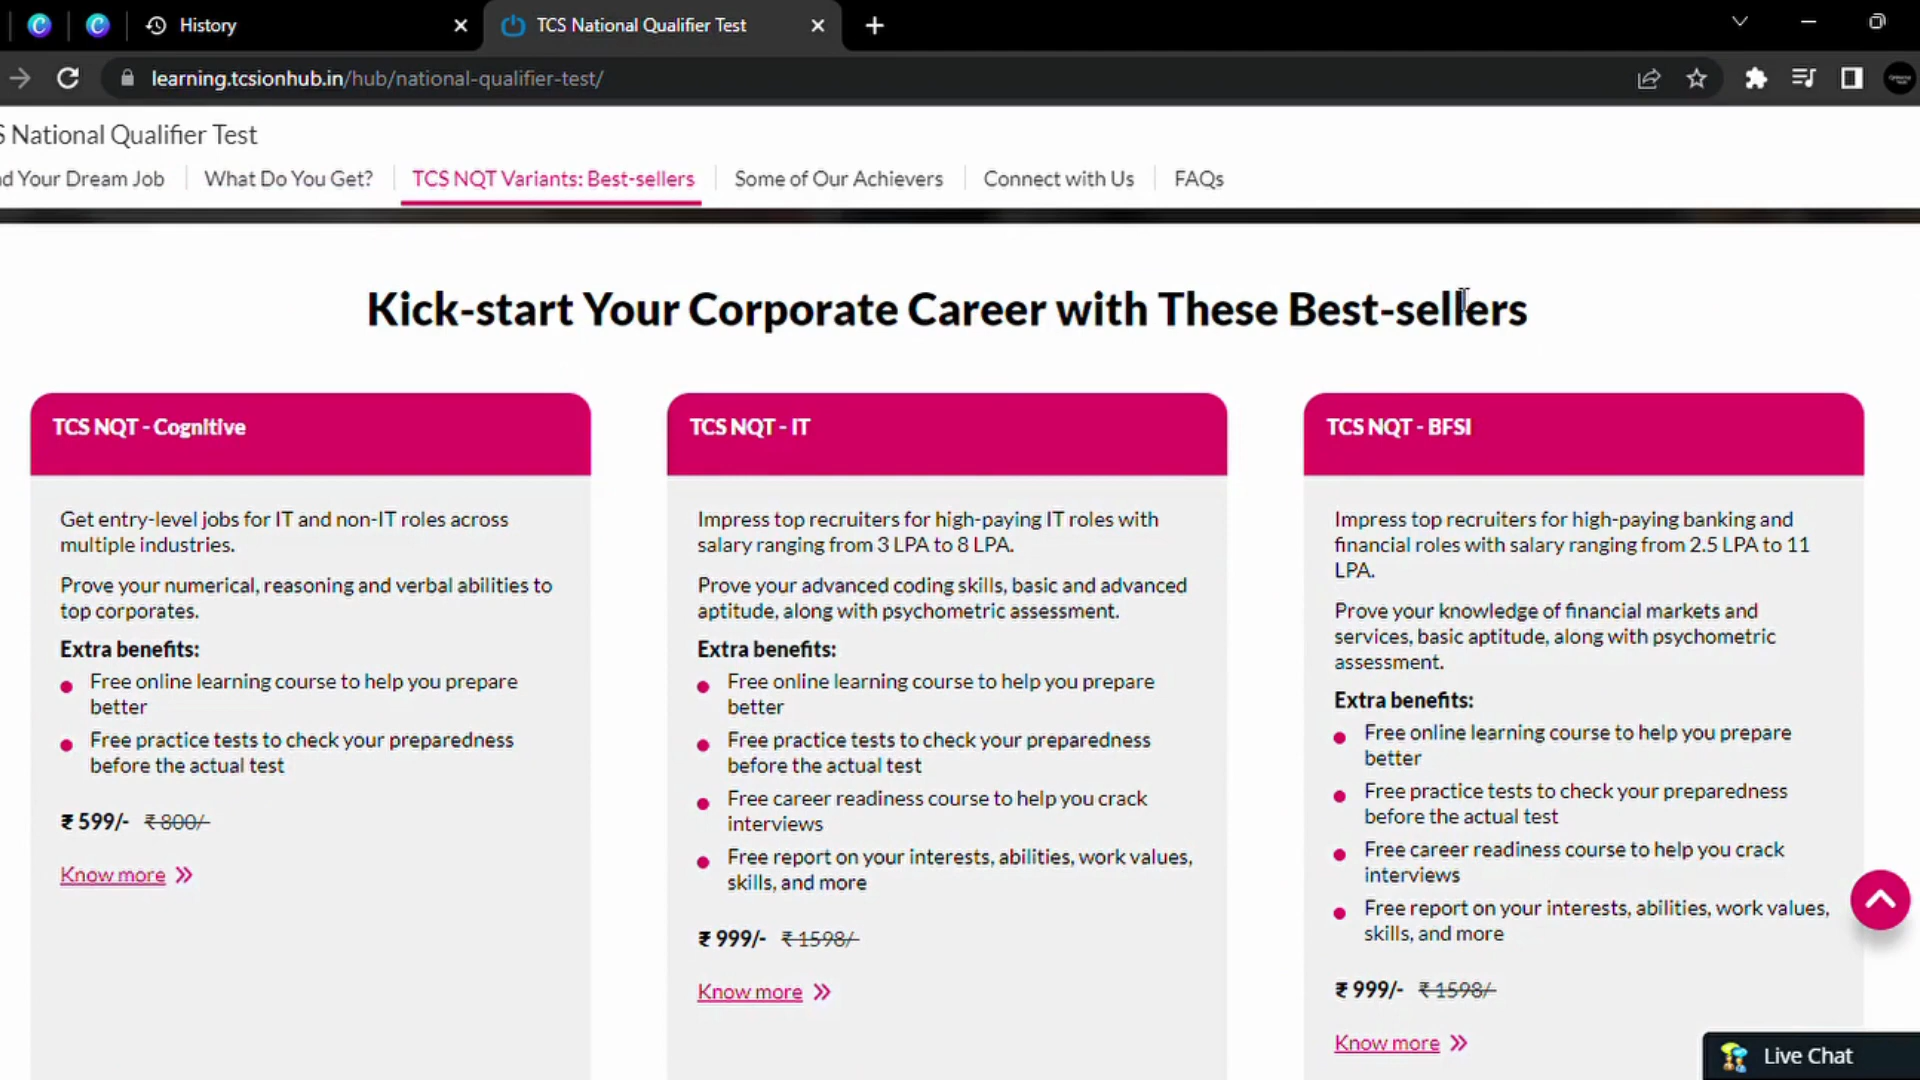 History
TCS National Qualifier Test
learning.tcsionhub.in/hub/national-qualifier-test/
S National Qualifier Test
d Your Dream Job
What Do You Get?
TCS NQT Variants: Best-sellers
Some of Our Achievers
Connect with Us
FAQs
Kick-start Your Corporate Career with These Best-sellers
TCS NQT - Cognitive
Get entry-level jobs for IT and non-IT roles across
multiple industries.
Prove your numerical, reasoning and verbal abilities to
top corporates.
Extra benefits:
Free online learning course to help you prepare
better
Free practice tests to check your preparedness
before the actual test
₹ 599/- ₹ 800/-
Know more
TCS NQT - IT
Impress top recruiters for high-paying IT roles with
salary ranging from 3 LPA to 8 LPA.
Prove your advanced coding skills, basic and advanced
aptitude, along with psychometric assessment.
Extra benefits:
Free online learning course to help you prepare
better
Free practice tests to check your preparedness
before the actual test
Free career readiness course to help you crack
interviews
Free report on your interests, abilities, work values,
skills, and more
₹ 999/- ₹ 1598/-
Know more
TCS NQT - BFSI
Impress top recruiters for high-paying banking and
financial roles with salary ranging from 2.5 LPA to 11
LPA.
Prove your knowledge of financial markets and
services, basic aptitude, along with psychometric
assessment.
Extra benefits:
Free online learning course to help you prepare
better
Free practice tests to check your preparedness
before the actual test
Free career readiness course to help you crack
interviews
Free report on your interests, abilities, work values,
skills, and more
₹ 999/- ₹ 1598/-
Know more
Live Chat